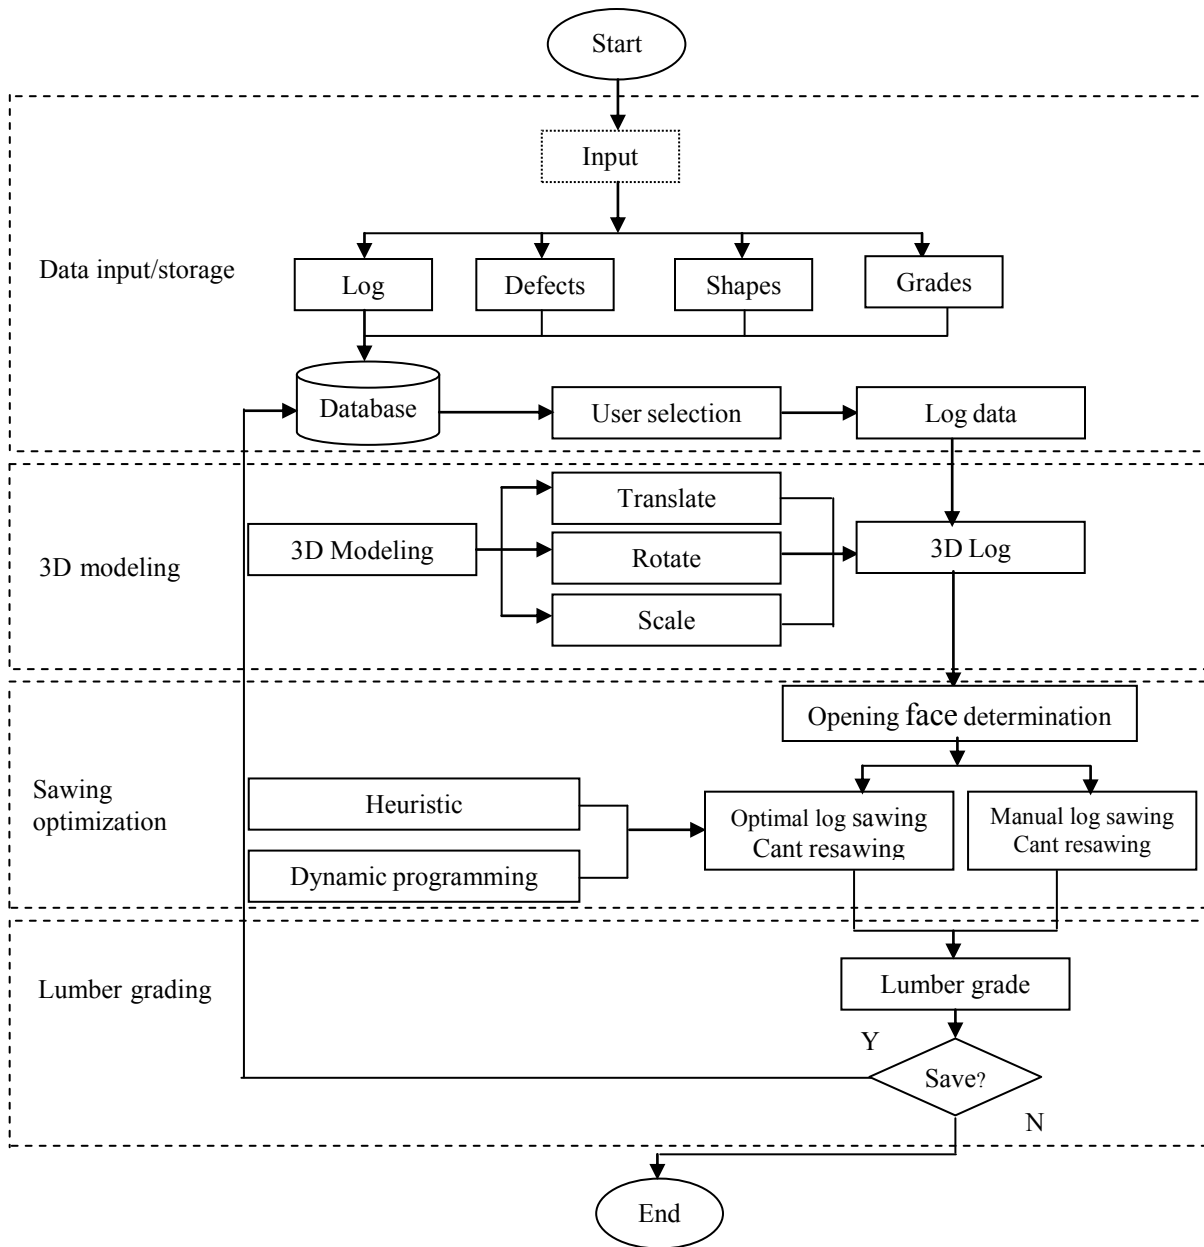 Start
Input
Data input/storage
Log
Defects
Shapes
Grades
Database
User selection
Log data
3D modeling
3D Modeling
Translate
Rotate
Scale
3D Log
Opening face determination
Sawing
optimization
Heuristic
Dynamic programming
Optimal log sawing
Cant resawing
Manual log sawing
Cant resawing
Lumber grading
Lumber grade
Y
Save?
N
End